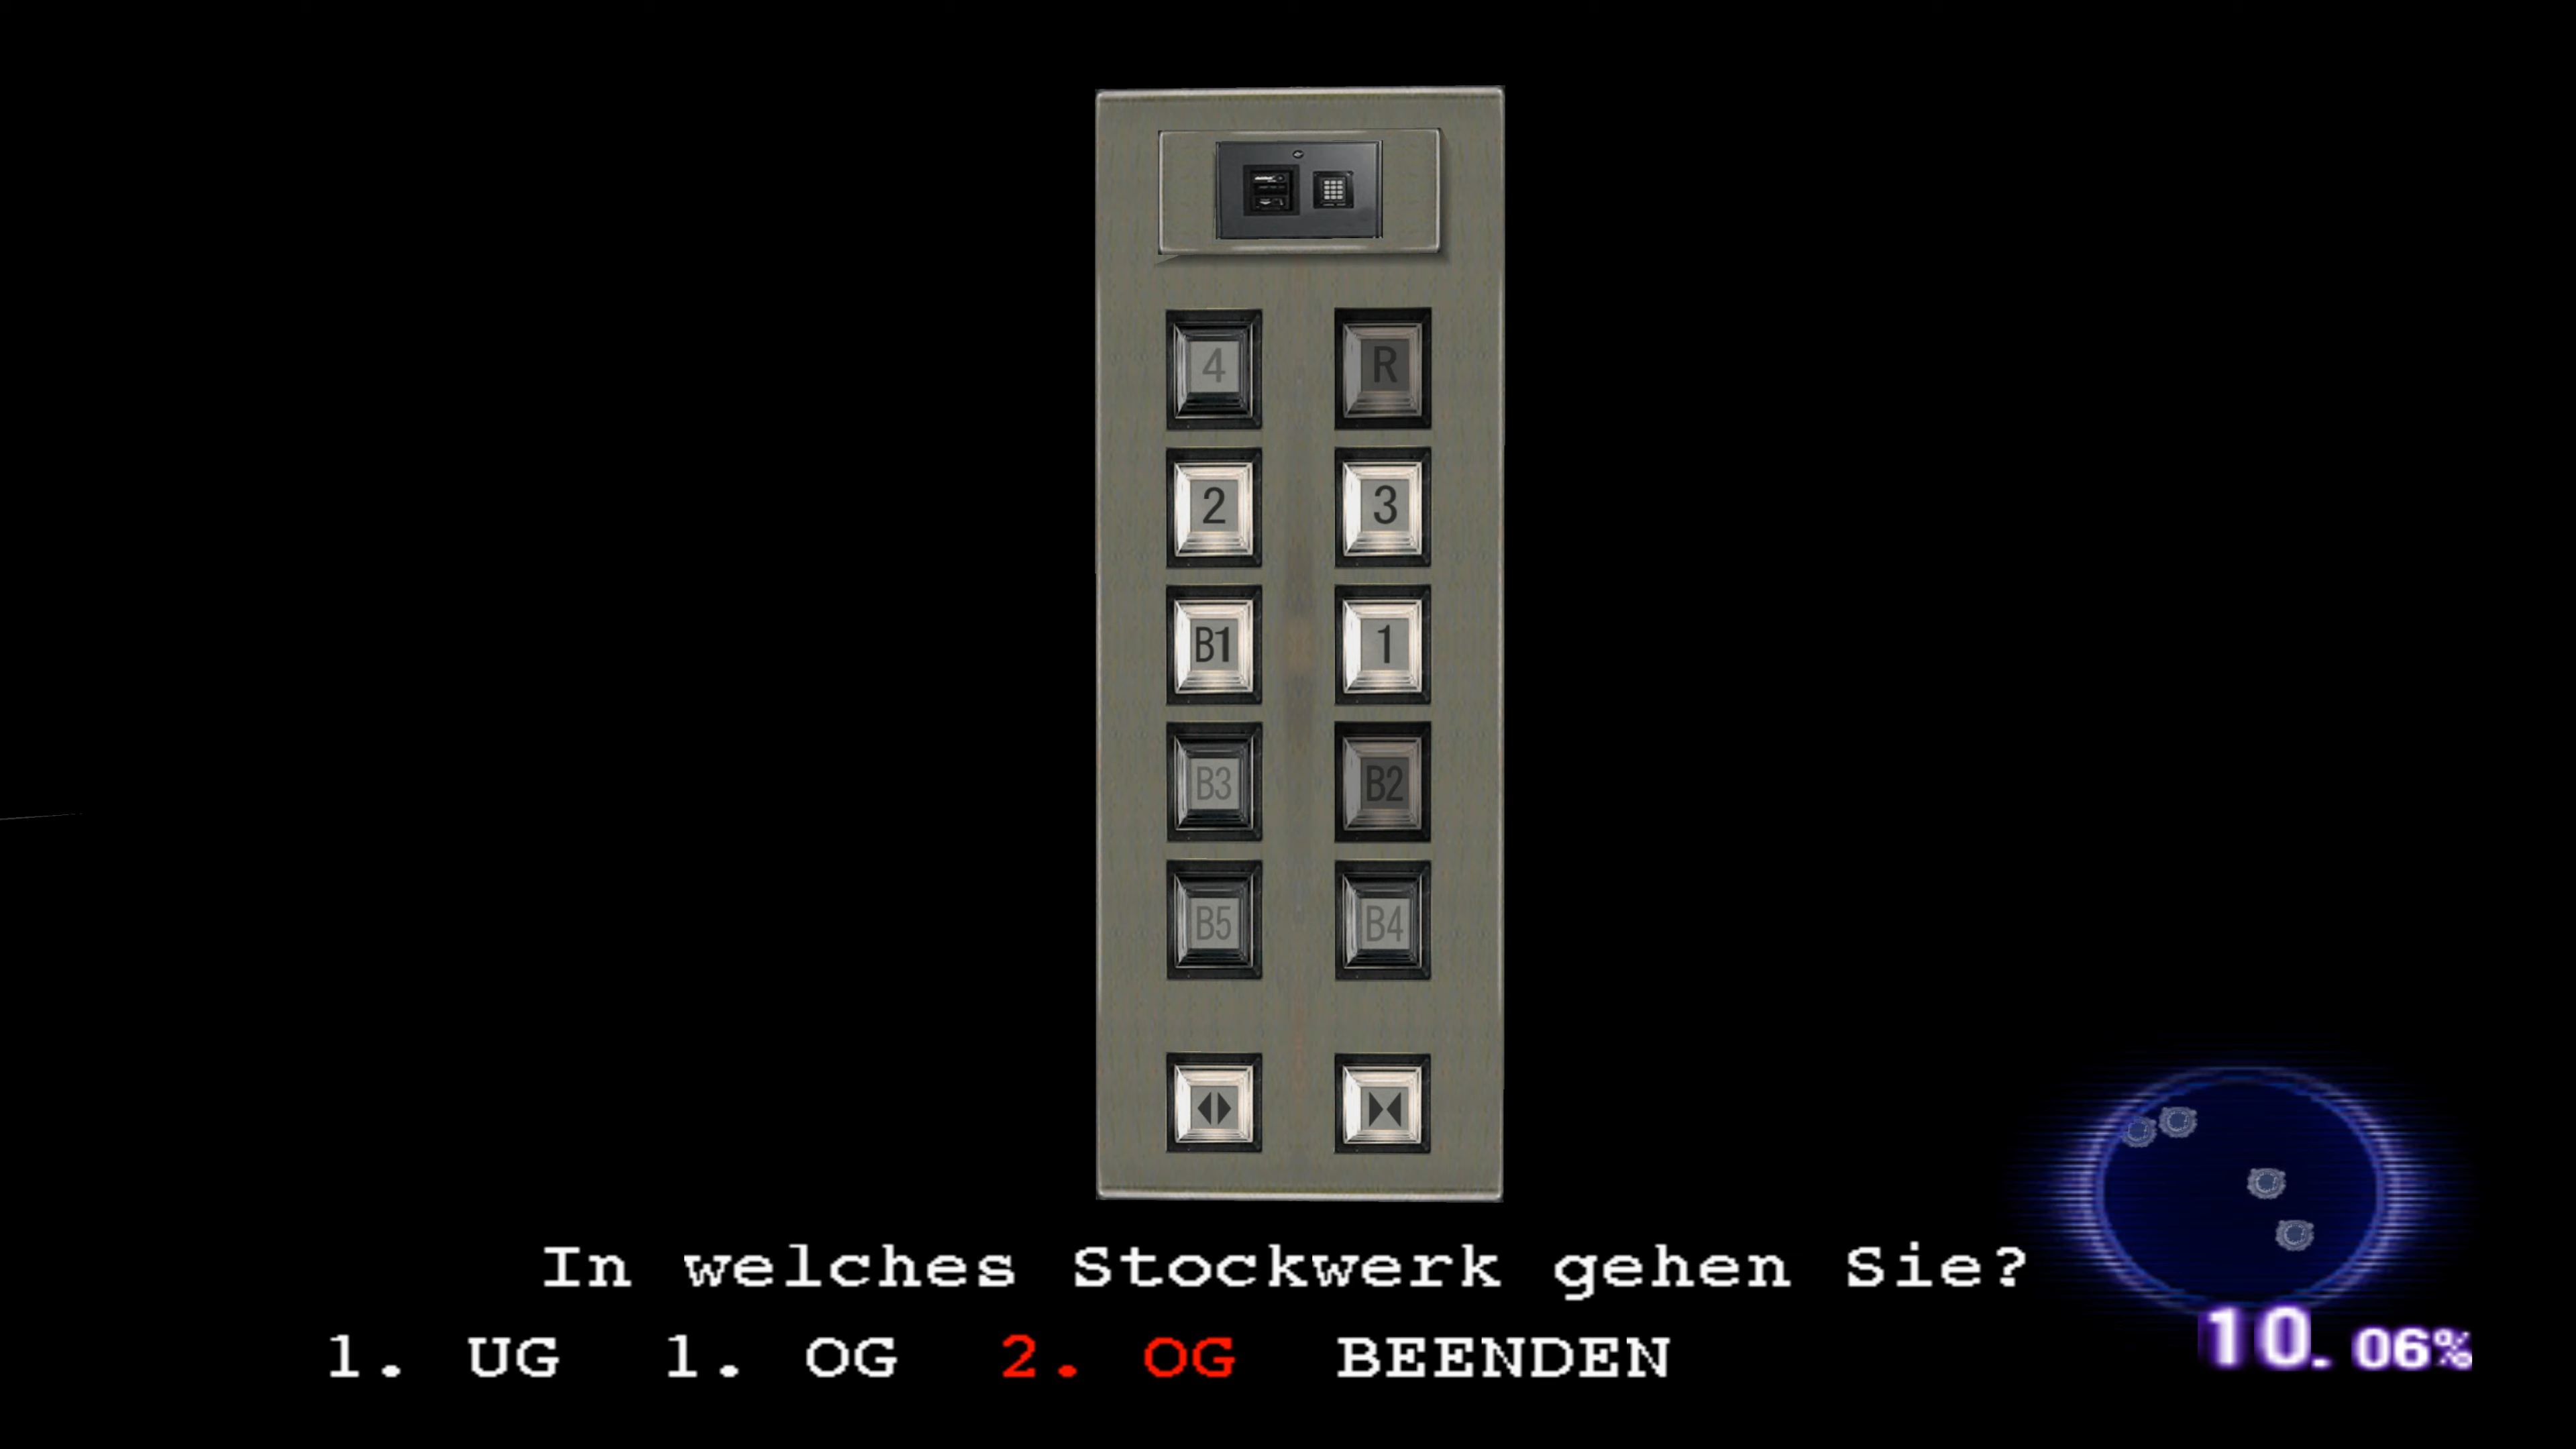 4 R
2 3
B1 1
B3 B2
B5 B4
In welches Stockwerk gehen Sie?
1. UG 1. OG 2. OG BEENDEN
10.06%